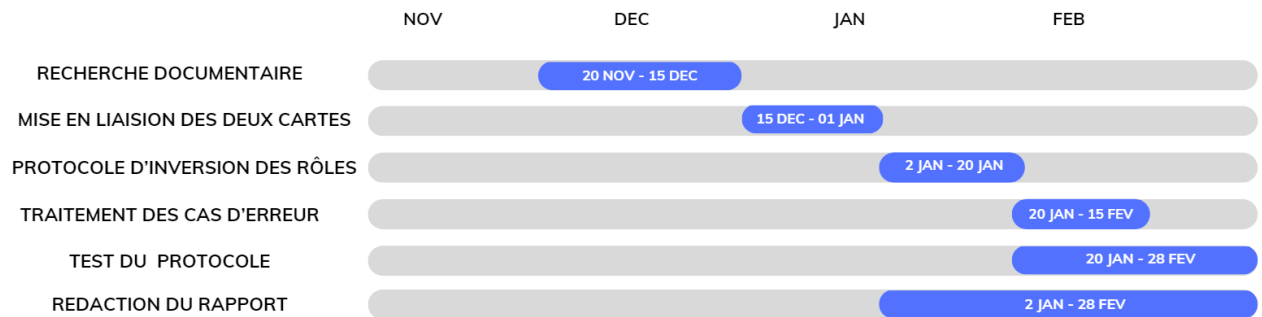 NOV DEC JAN FEB
RECHERCHE DOCUMENTAIRE 20 NOV - 15 DEC
MISE EN LIAISON DES DEUX CARTES 15 DEC - 01 JAN
PROTOCOLE D'INVERSION DES RÔLES 2 JAN - 20 JAN
TRAITEMENT DES CAS D'ERREUR 20 JAN - 15 FEV
TEST DU PROTOCOLE 20 JAN - 28 FEV
REDACTION DU RAPPORT 2 JAN - 28 FEV